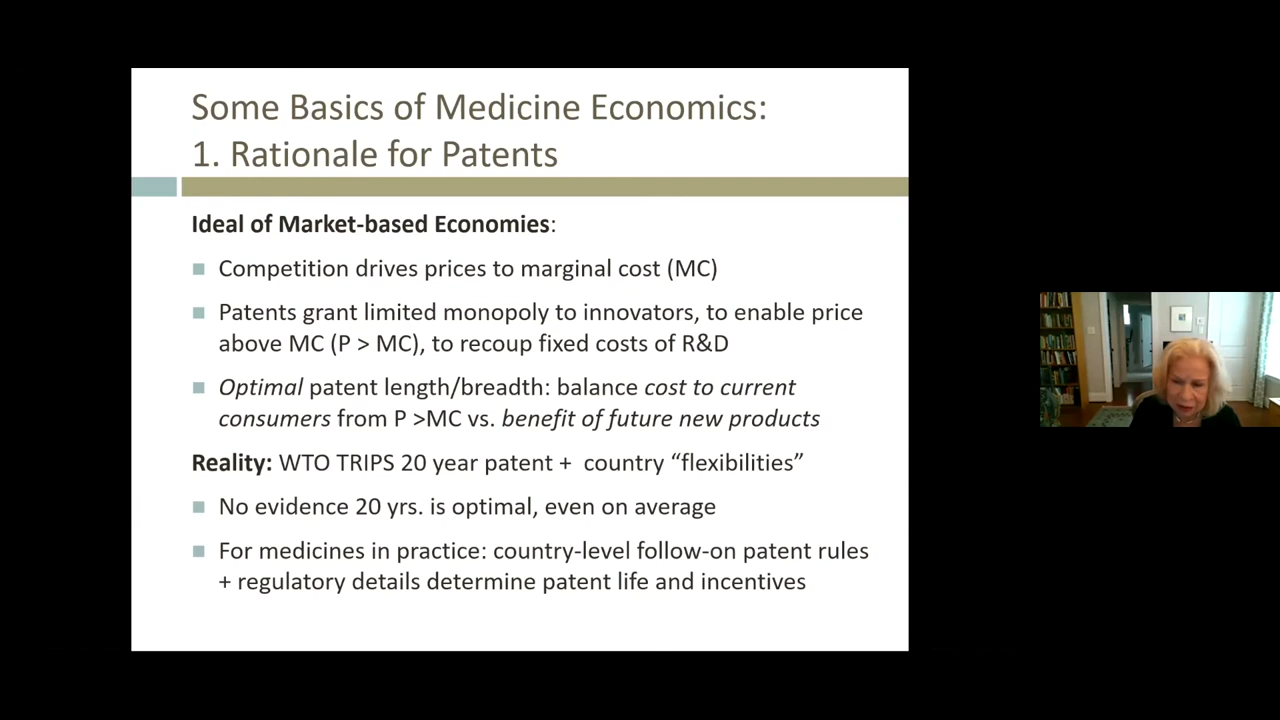 Some Basics of Medicine Economics:
1. Rationale for Patents
Ideal of Market-based Economies:
Competition drives prices to marginal cost (MC)
Patents grant limited monopoly to innovators, to enable price
above MC (P > MC), to recoup fixed costs of R&D
Optimal patent length/breadth: balance cost to current
consumers from P >MC vs. benefit of future new products
Reality: WTO TRIPS 20 year patent + country “flexibilities”
No evidence 20 yrs. is optimal, even on average
For medicines in practice: country-level follow-on patent rules
+ regulatory details determine patent life and incentives